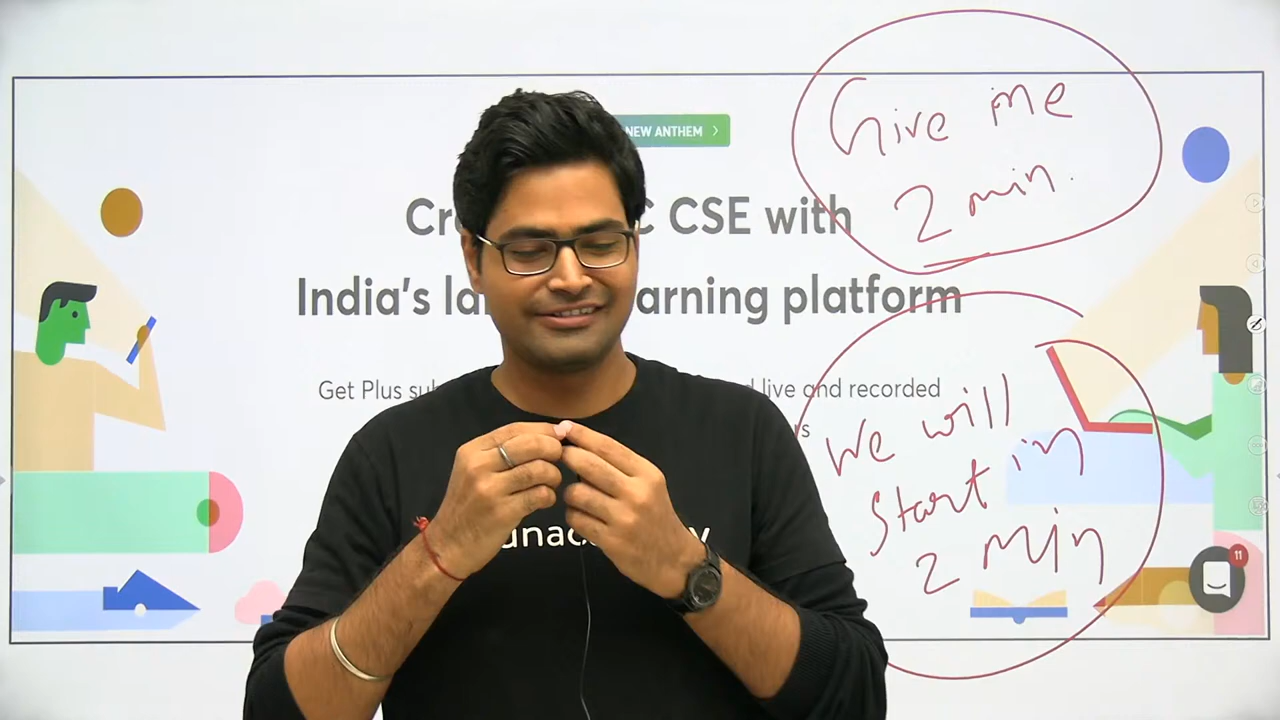 NEW ANTHEM
Cr C CSE with
India's la arning platform
Get Plus sub d live and recorded
s
Give me
2 min.
We will
Start in
2 min
unac y
11